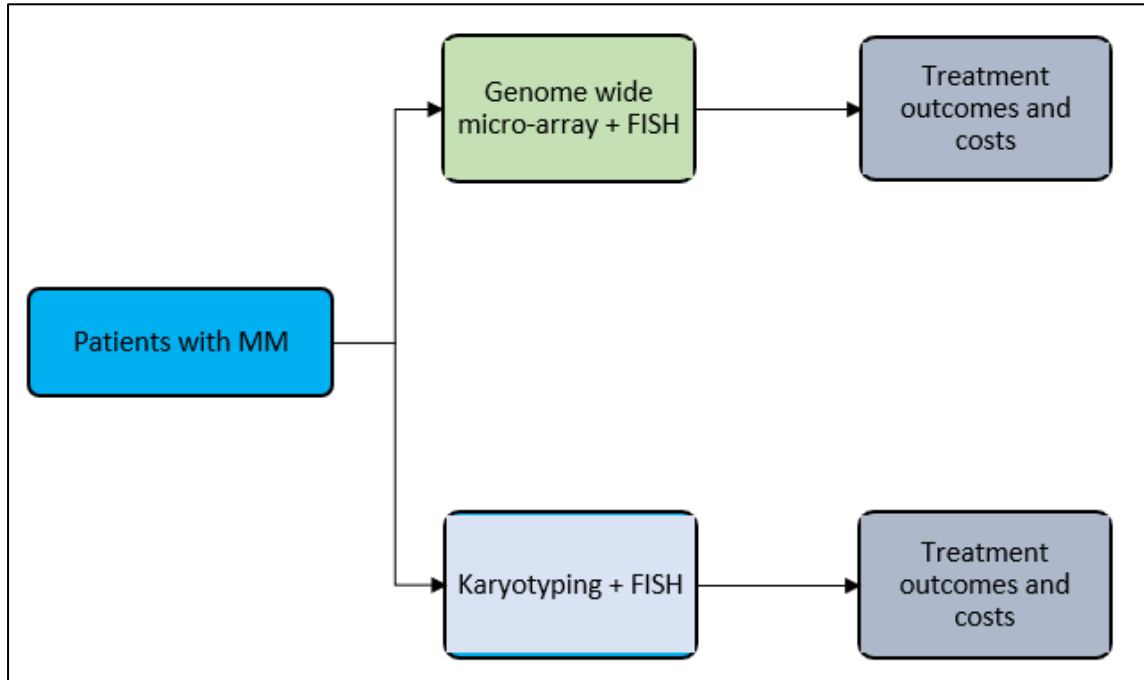 Genome wide
micro-array + FISH
Treatment
outcomes and
costs
Patients with MM
Karyotyping + FISH
Treatment
outcomes and
costs